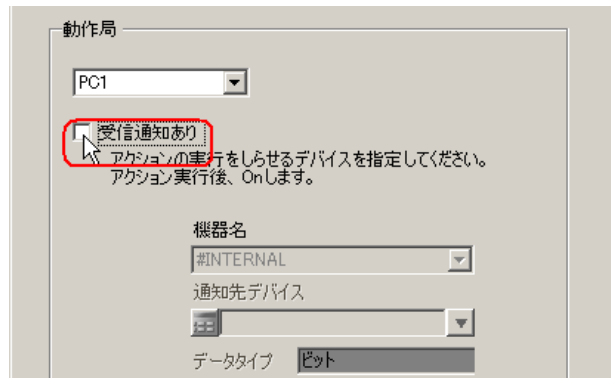 動作局
PC1
受信通知あり
アクションの実行をしらせるデバイスを指定してください。
アクション実行後、Onします。
機器名
#INTERNAL
通知先デバイス
データタイプ ビット